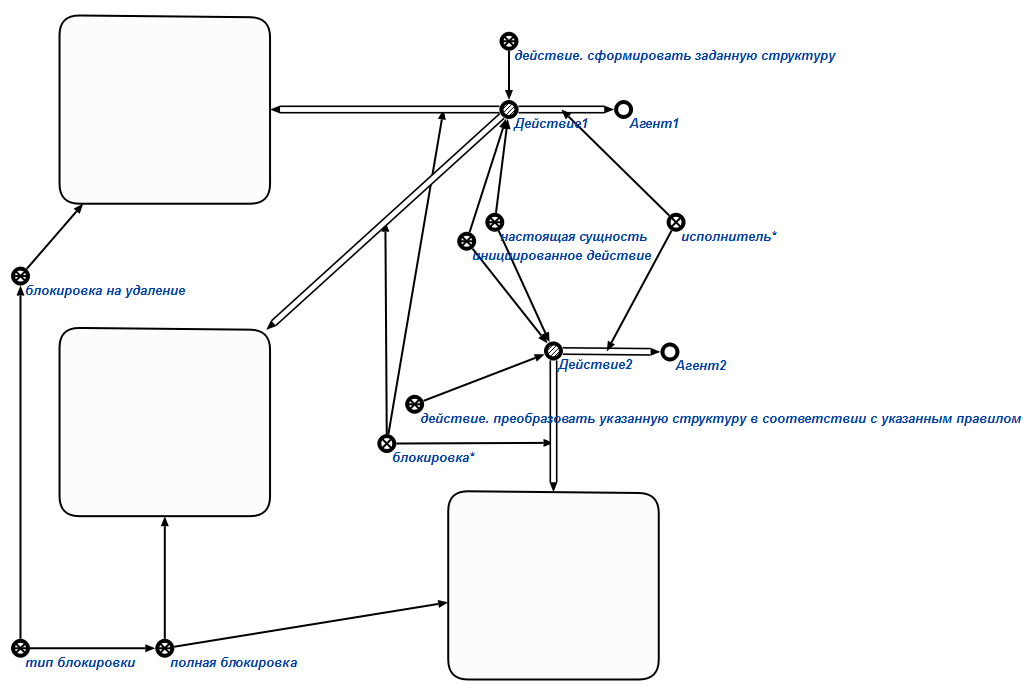 действие. сформировать заданную структуру
Действие1
Агент1
настоящая сущность
исполнитель*
инициированное действие
блокировка на удаление
Действие2
Агент2
действие. преобразовать указанную структуру в соответствии с указанным правилом
блокировка*
тип блокировки
полная блокировка